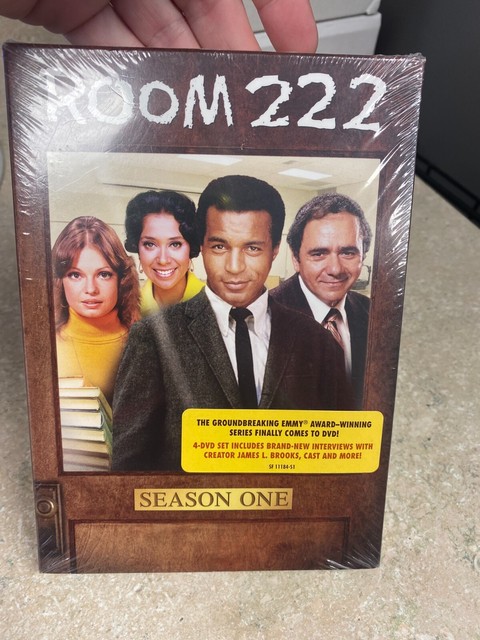 ROOM 222
THE GROUNDBREAKING EMMY® AWARD-WINNING
SERIES FINALLY COMES TO DVD!
4-DVD SET INCLUDES BRAND-NEW INTERVIEWS WITH
CREATOR JAMES L. BROOKS, CAST AND MORE!
SF 11184-S1
SEASON ONE